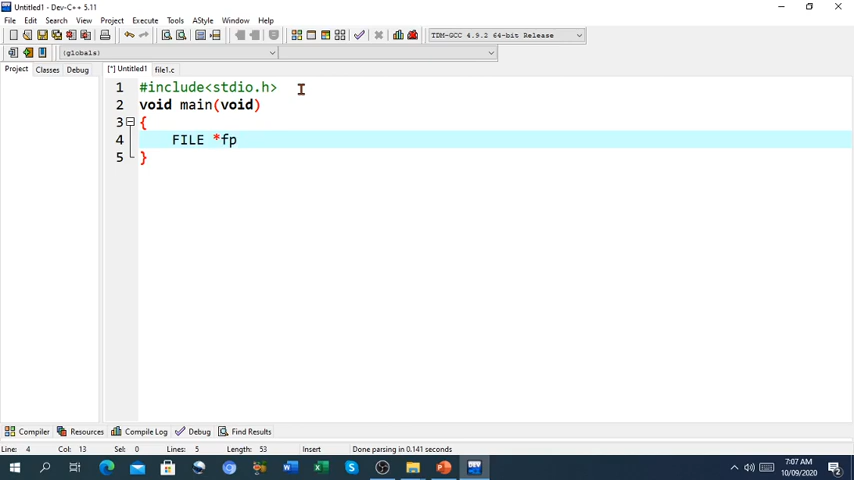 Untitled1 - Dev-C++ 5.11
File Edit Search View Project Execute Tools AStyle Window Help
TDM-GCC 4.9.2 64-bit Release
(globals)
Project Classes Debug [*] Untitled1 file1.c
1 #include<stdio.h>
2 void main(void)
3 {
4 FILE *fp
5 }
Compiler Resources Compile Log Debug Find Results
Line: 4 Col: 13 Sel: 0 Lines: 5 Length: 53 Insert Done parsing in 0.141 seconds
7:07 AM
10/09/2020
2